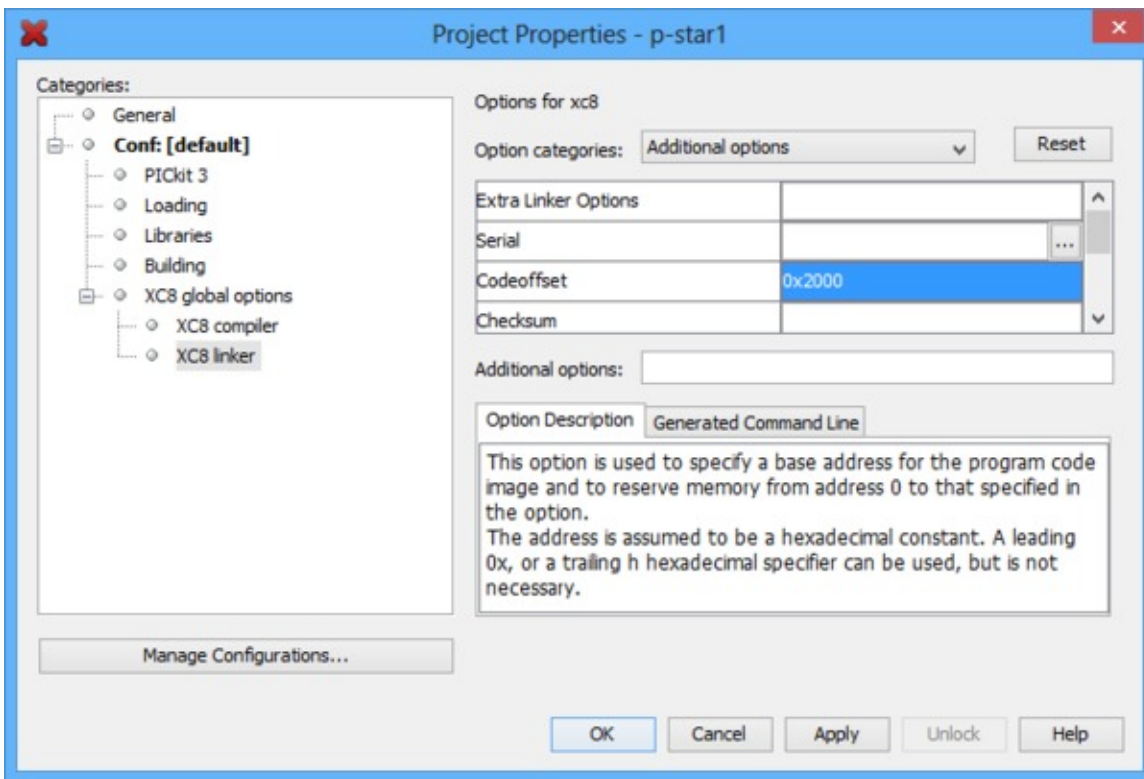 Project Properties - p-star1
Categories:
General
Conf: [default]
PICkit 3
Loading
Libraries
Building
XC8 global options
XC8 compiler
XC8 linker
Manage Configurations...
Options for xc8
Option categories: Additional options Reset
Extra Linker Options
Serial ...
Codeoffset 0x2000
Checksum
Additional options:
Option Description Generated Command Line
This option is used to specify a base address for the program code
image and to reserve memory from address 0 to that specified in
the option.
The address is assumed to be a hexadecimal constant. A leading
0x, or a trailing h hexadecimal specifier can be used, but is not
necessary.
OK Cancel Apply Unlock Help